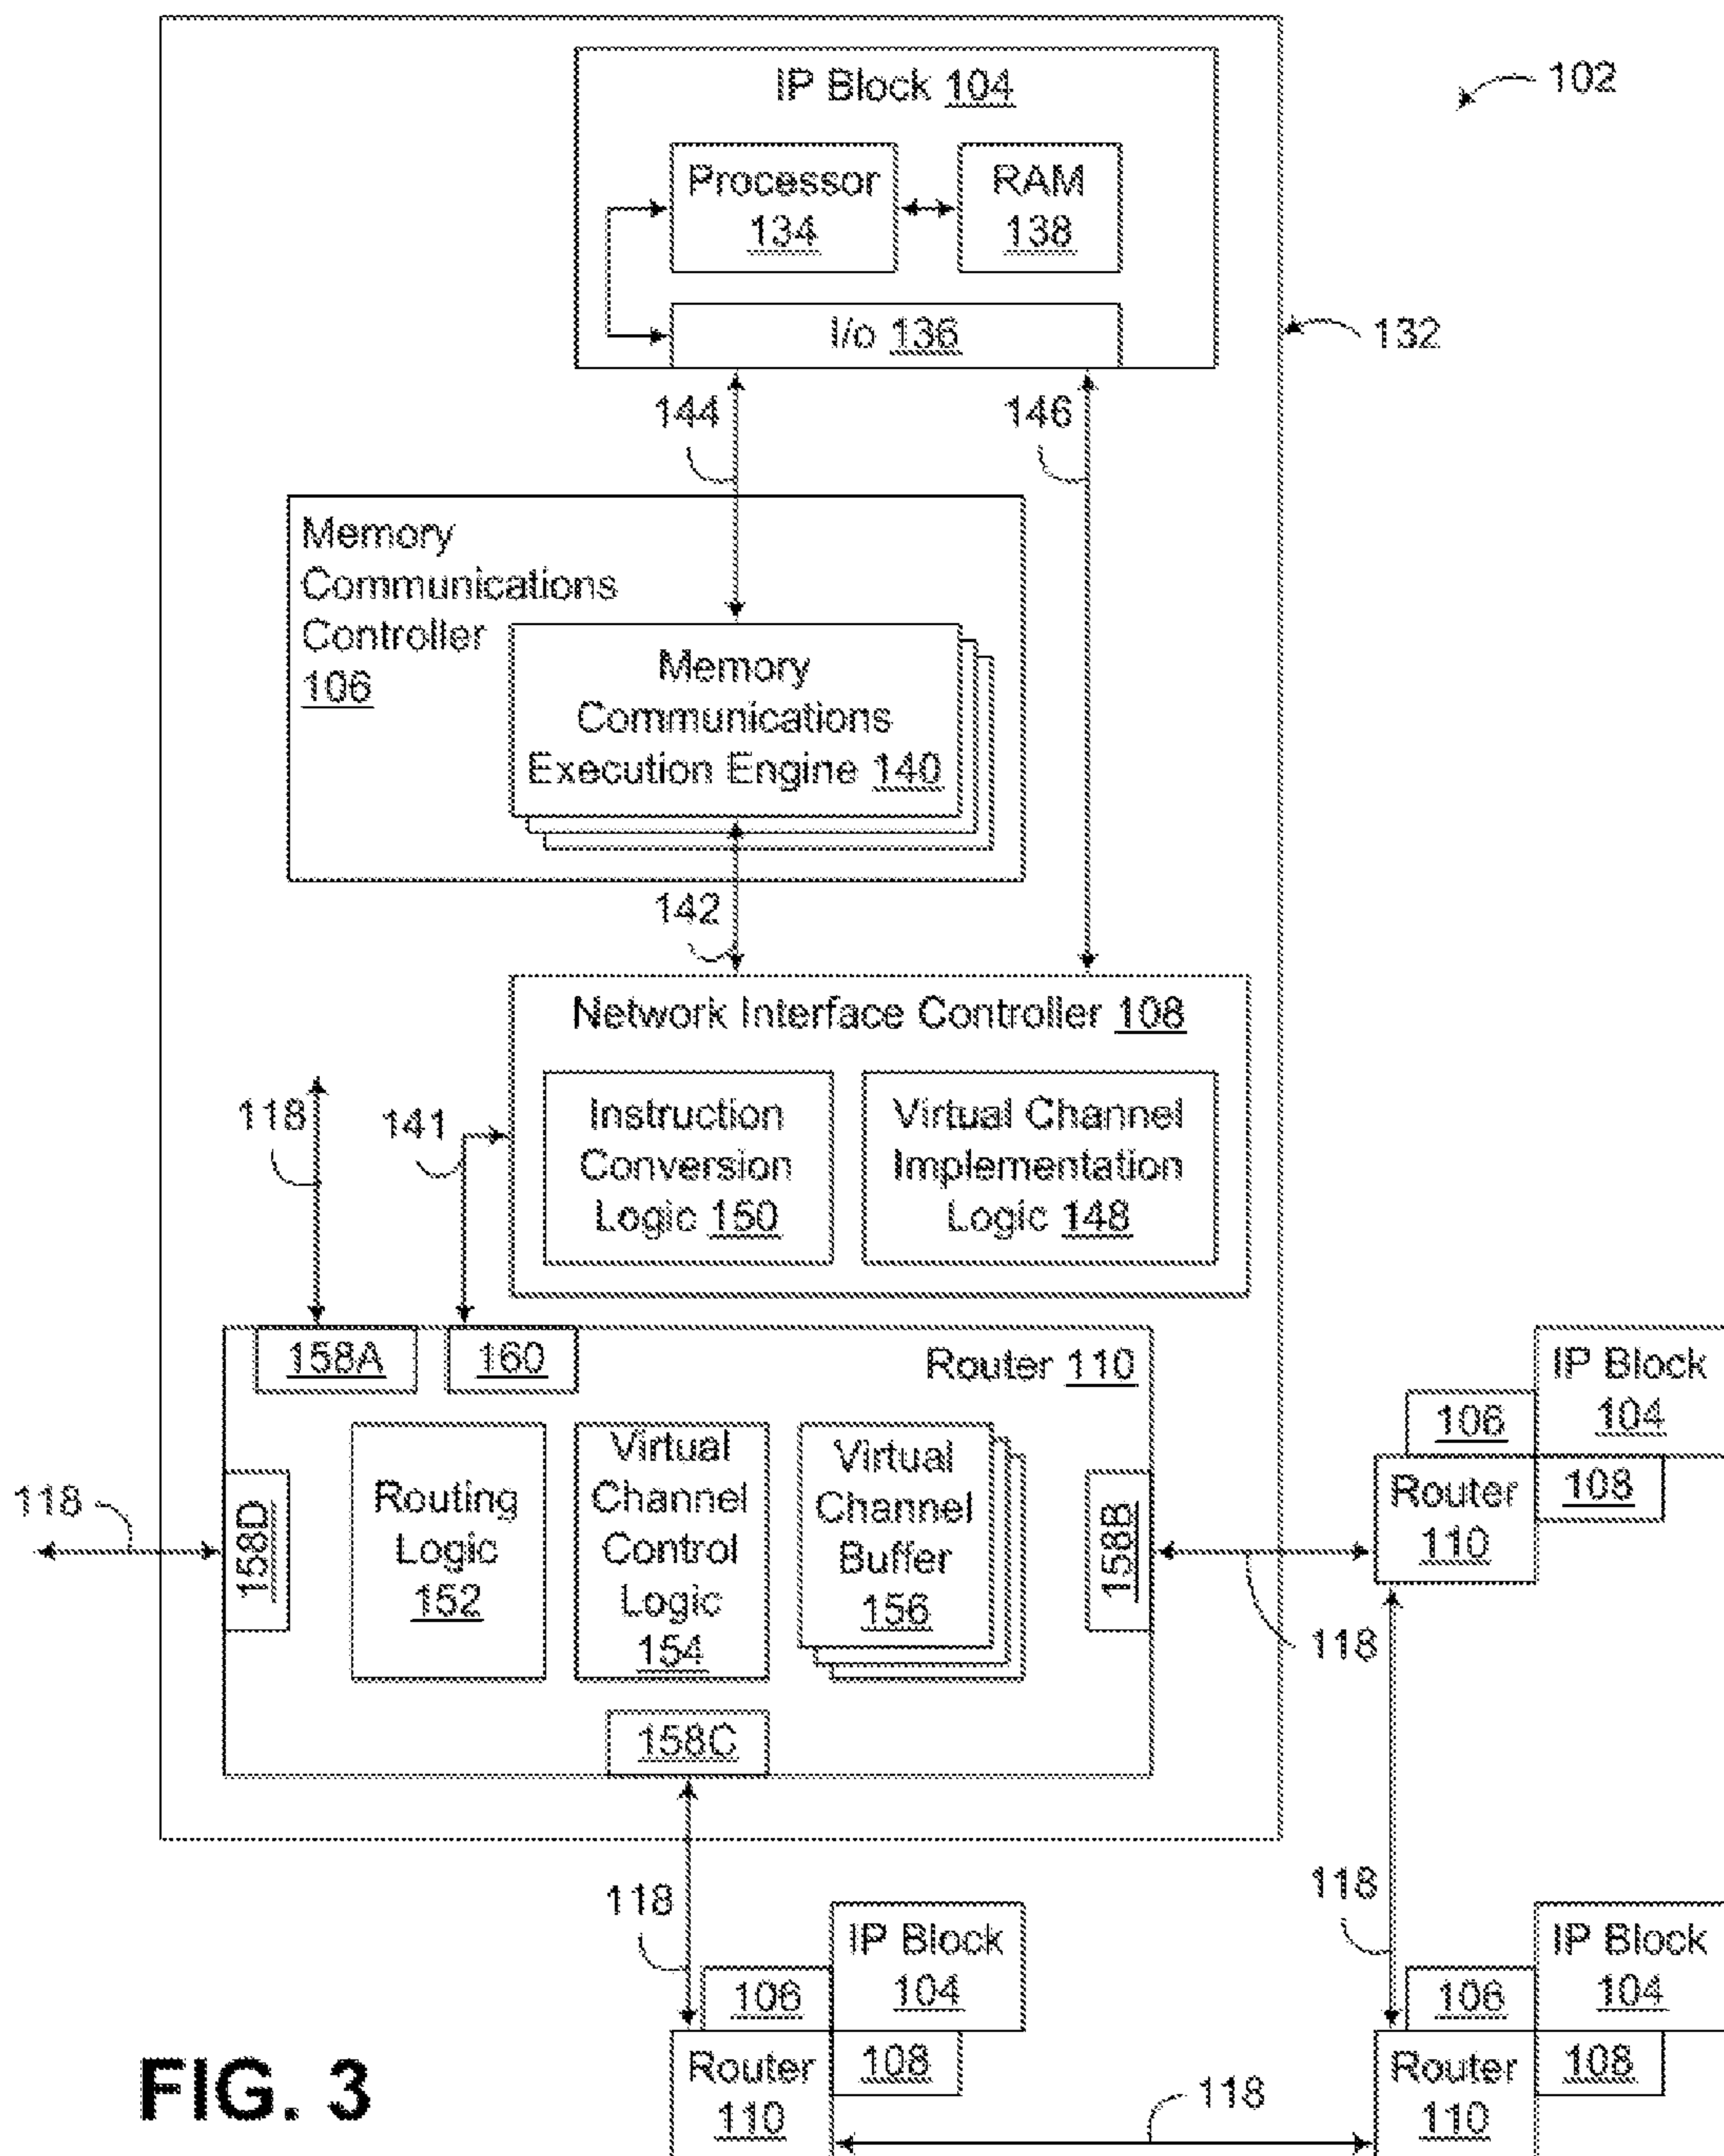 IP Block 104
102
Processor
134
RAM
138
I/o 136
132
144
146
Memory
Communications
Controller
106
Memory
Communications
Execution Engine 140
142
Network Interface Controller 108
118
141
Instruction
Conversion
Logic 150
Virtual Channel
Implementation
Logic 148
158A
160
Router 110
IP Block
104
106
Router
110
108
118
158D
Routing
Logic
152
Virtual
Channel
Control
Logic
154
Virtual
Channel
Buffer
156
158B
118
158C
118
118
IP Block
104
106
Router
110
108
IP Block
104
106
Router
110
108
118
FIG. 3